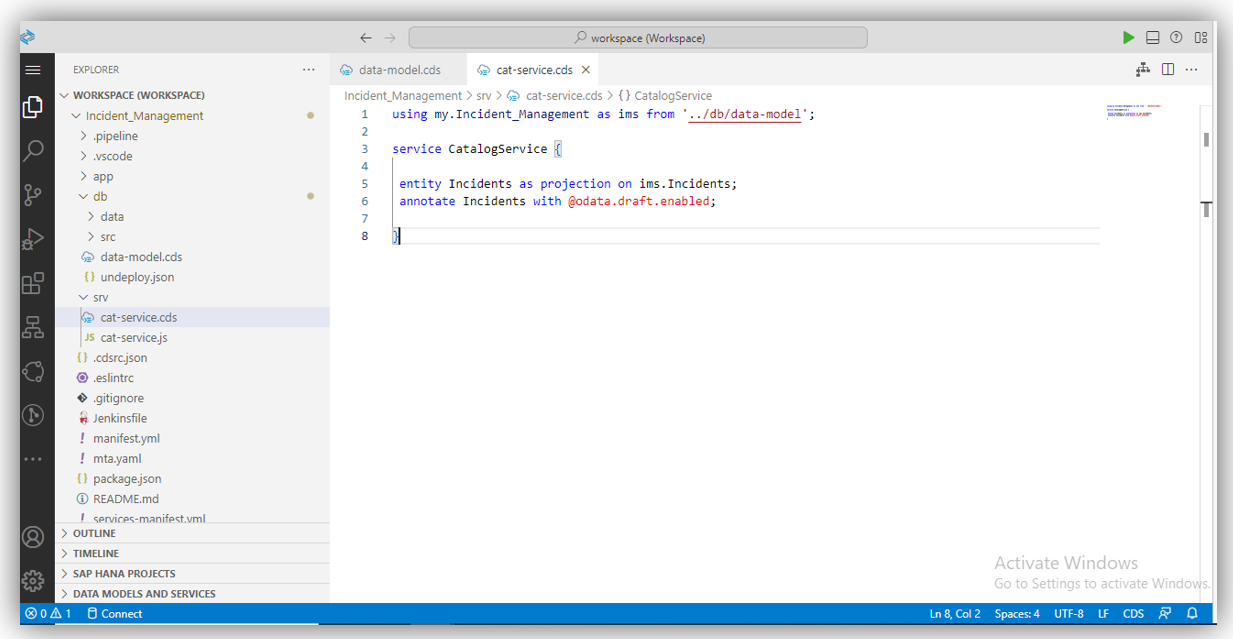 workspace (Workspace)
EXPLORER
data-model.cds
cat-service.cds
WORKSPACE (WORKSPACE)
Incident_Management
.pipeline
.vscode
app
db
data
src
data-model.cds
{} undeploy.json
srv
cat-service.cds
JS cat-service.js
{} .cdsrc.json
.eslintrc
.gitignore
Jenkinsfile
! manifest.yml
! mta.yaml
{} package.json
README.md
! services-manifest.yml
OUTLINE
TIMELINE
SAP HANA PROJECTS
DATA MODELS AND SERVICES
Incident_Management > srv > cat-service.cds > {} CatalogService
1 using my.Incident_Management as ims from '../db/data-model';
2
3 service CatalogService {
4
5 entity Incidents as projection on ims.Incidents;
6 annotate Incidents with @odata.draft.enabled;
7
8 }
Activate Windows
Go to Settings to activate Windows.
0 1 Connect
Ln 8, Col 2 Spaces: 4 UTF-8 LF CDS